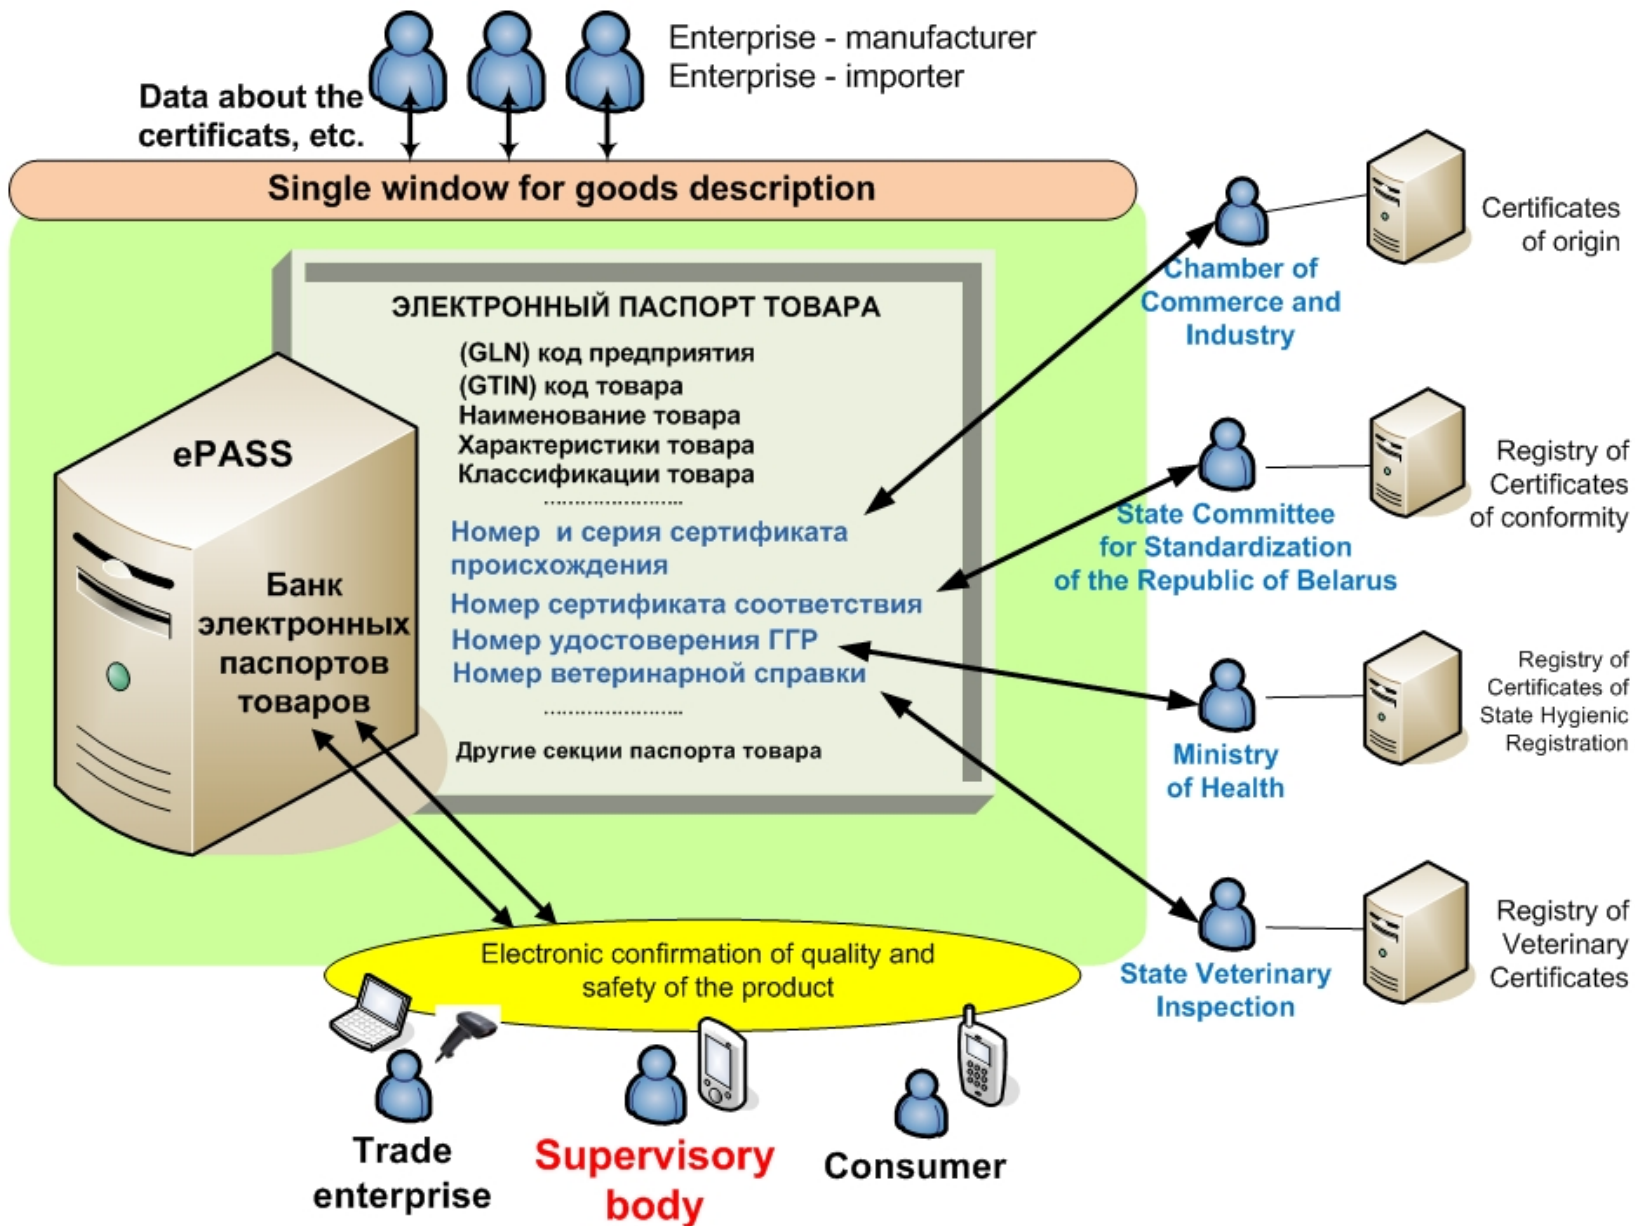 Enterprise - manufacturer
Enterprise - importer
Data about the
certificats, etc.
Single window for goods description
ЭЛЕКТРОННЫЙ ПАСПОРТ ТОВАРА
(GLN) код предприятия
(GTIN) код товара
Наименование товара
Характеристики товара
Классификации товара
........................
Номер и серия сертификата
происхождения
Номер сертификата соответствия
Номер удостоверения ГГР
Номер ветеринарной справки
........................
Другие секции паспорта товара
ePASS
Банк
электронных
паспортов
товаров
Chamber of
Commerce and
Industry
Certificates
of origin
State Committee
for Standardization
of the Republic of Belarus
Registry of
Certificates
of conformity
Ministry
of Health
Registry of
Certificates of
State Hygienic
Registration
State Veterinary
Inspection
Registry of
Veterinary
Certificates
Electronic confirmation of quality and
safety of the product
Trade
enterprise
Supervisory
body
Consumer